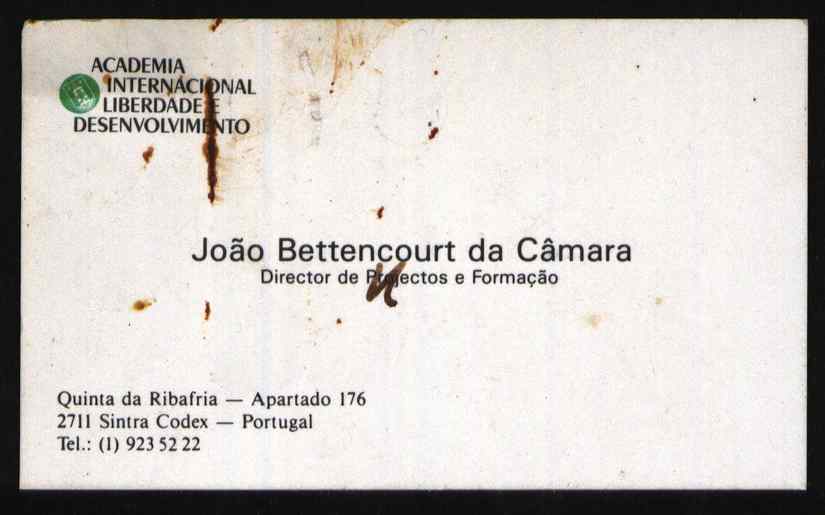 ACADEMIA
INTERNACIONAL
LIBERDADE E
DESENVOLVIMENTO
João Bettencourt da Câmara
Director de Projectos e Formação
Quinta da Ribafria — Apartado 176
2711 Sintra Codex — Portugal
Tel.: (1) 923 52 22